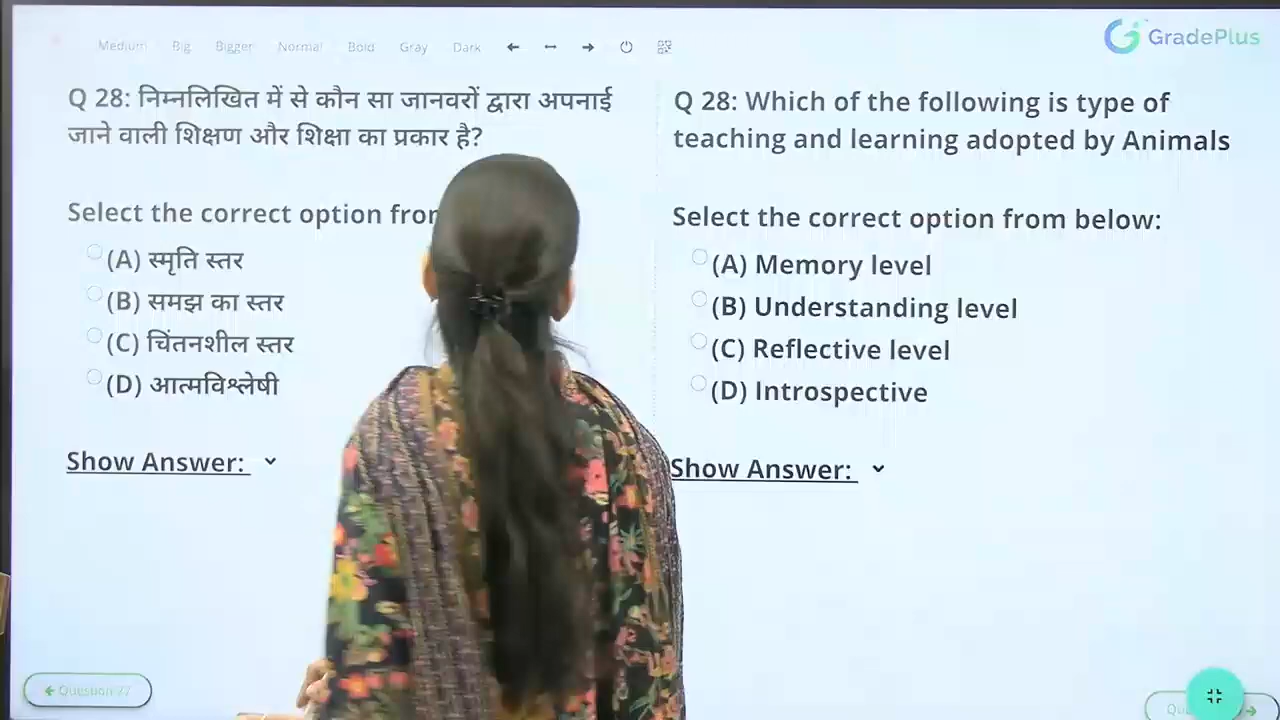 Medium Big Bigger Normal Bold Gray Dark
GradePlus
Q 28: निम्नलिखित में से कौन सा जानवरों द्वारा अपनाई
जाने वाली शिक्षण और शिक्षा का प्रकार है?
Select the correct option from
(A) स्मृति स्तर
(B) समझ का स्तर
(C) चिंतनशील स्तर
(D) आत्मविश्लेषी
Show Answer:
Question 27
Q 28: Which of the following is type of
teaching and learning adopted by Animals
Select the correct option from below:
(A) Memory level
(B) Understanding level
(C) Reflective level
(D) Introspective
Show Answer: